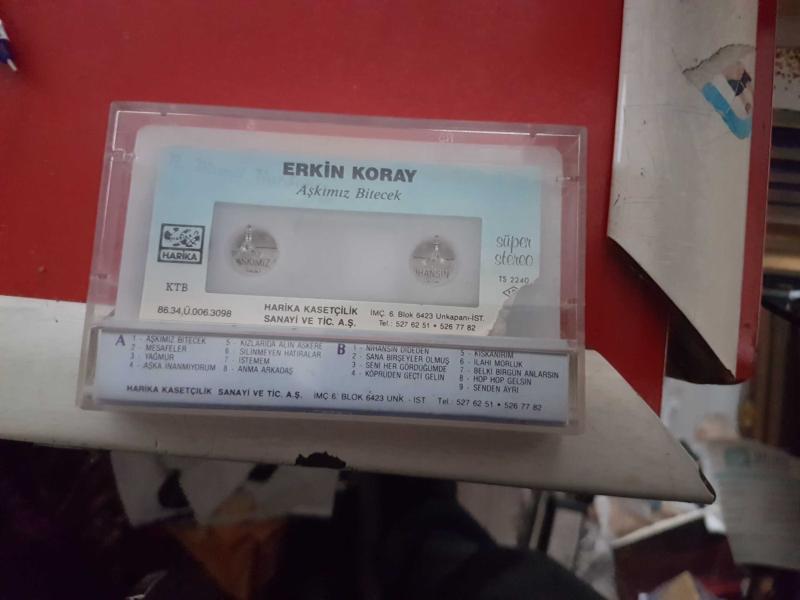 ERKİN KORAY
Aşkımız Bitecek
süper
stereo
HARİKA
KTB
TS 2240
86.34.Ü.006.3098
HARİKA KASETÇİLİK
SANAYİ VE TİC. A.Ş.
İMÇ. 6. Blok 6423 Unkapanı-İST.
Tel.: 527 62 51 • 526 77 82
A
1 - AŞKIMIZ BİTECEK
2 - MESAFELER
3 - YAĞMUR
4 - AŞKA İNANMIYORUM
5 - KIZLARIDA ALIN ASKERE
6 - SİLİNMEYEN HATIRALAR
7 - İSTEMEM
8 - ANMA ARKADAŞ
B
1 - NİHANSIN DİDEDEN
2 - SANA BİRŞEYLER OLMUŞ
3 - SENİ HER GÖRDÜĞÜMDE
4 - KÖPRÜDEN GEÇTİ GELİN
5 - KISKANIRIM
6 - İLAHİ MORLUK
7 - BELKİ BİRGÜN ANLARSIN
8 - HOP HOP GELSİN
9 - SENDEN AYRI
HARİKA KASETÇİLİK SANAYİ VE TİC. A.Ş. İMÇ 6. BLOK 6423 UNK - İST Tel.: 527 62 51 • 526 77 82